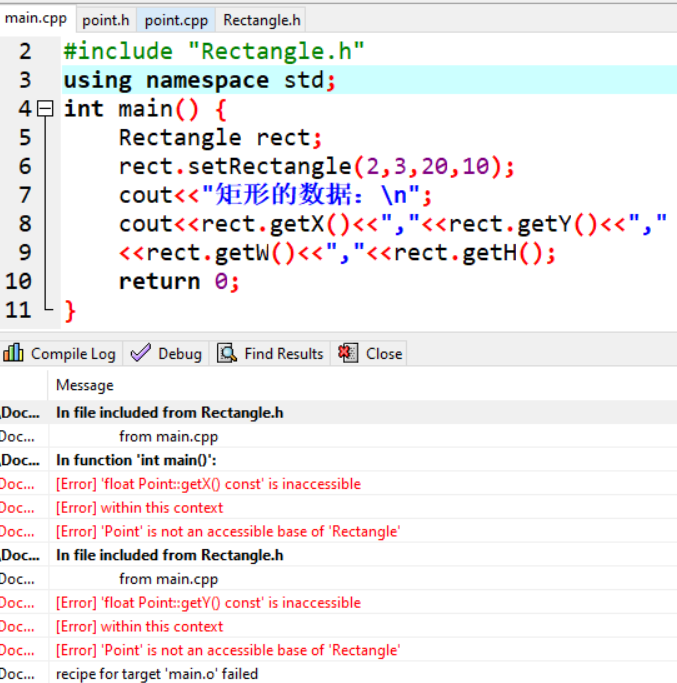 main.cpp point.h point.cpp Rectangle.h
2 #include "Rectangle.h"
3 using namespace std;
4 int main() {
5 Rectangle rect;
6 rect.setRectangle(2,3,20,10);
7 cout<<"矩形的数据：\n";
8 cout<<rect.getX()<<","<<rect.getY()<<","
9 <<rect.getW()<<","<<rect.getH();
10 return 0;
11 }
Compile Log Debug Find Results Close
Message
\Doc... In file included from Rectangle.h
Doc... from main.cpp
\Doc... In function 'int main()':
Doc... [Error] 'float Point::getX() const' is inaccessible
Doc... [Error] within this context
Doc... [Error] 'Point' is not an accessible base of 'Rectangle'
\Doc... In file included from Rectangle.h
Doc... from main.cpp
Doc... [Error] 'float Point::getY() const' is inaccessible
Doc... [Error] within this context
Doc... [Error] 'Point' is not an accessible base of 'Rectangle'
Doc... recipe for target 'main.o' failed